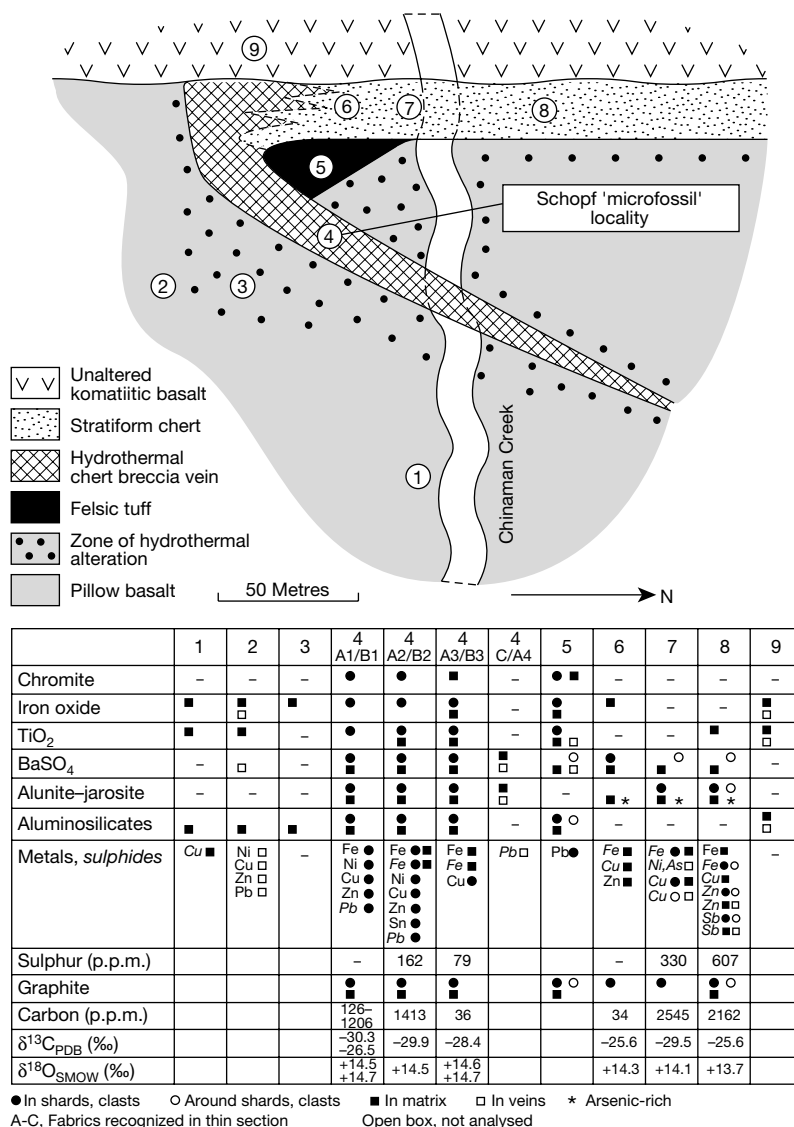 9
6
7
8
5
Schopf 'microfossil'
locality
4
2
3
1
Chinaman Creek
Unaltered
komatiitic basalt
Stratiform chert
Hydrothermal
chert breccia vein
Felsic tuff
Zone of hydrothermal
alteration
Pillow basalt
50 Metres
N
1 2 3 4 A1/B1 4 A2/B2 4 A3/B3 4 C/A4 5 6 7 8 9
Chromite – – – ● ● ■ – ● ■ – – – –
Iron oxide ■ ■ □ ■ ● ● ● ■ – ● ■ ■ – – ■ □
TiO₂ ■ ■ – ● ● ■ ● ■ – ● ■ □ – – ■ ■ □
BaSO₄ – □ – ● ■ ● ■ ● ■ ■ □ ○ ■ □ ● ■ ○ ■ ○ ■ –
Alunite–jarosite – – – ● ■ ● ■ ● ■ ■ □ – ■ * ● ■ * ● ○ ■ * –
Aluminosilicates ■ ■ ■ – – – – ● ○ ■ – – – ■ □
Metals, sulphides
Cu ■
Ni □
Cu □
Zn □
Pb □
–
Fe ●
Ni ●
Cu ●
Zn ●
Pb ●
Fe ● ■
Fe ● ■
Ni ●
Cu ●
Zn ●
Sn ●
Pb ●
Fe ■
Fe ■
Cu ●
Pb □
Pb ●
Fe ■
Cu ■
Zn ■
Fe ● ■
Ni,As □
Cu ● ■
Cu ○ □
Fe ■
Fe ● ○
Cu ■
Zn ● ○
Zn ■ □
Sb ● ○
Sb ■ □
–
Sulphur (p.p.m.) – 162 79 – 330 607
Graphite ● ■ ● ■ ● ■ ● ○ ■ ● ● ● ○ ■
Carbon (p.p.m.) 126–1206 1413 36 34 2545 2162
δ¹³C PDB (‰) –30.3 –26.5 –29.9 –28.4 –25.6 –29.5 –25.6
δ¹⁸O SMOW (‰) +14.5 +14.7 +14.5 +14.6 +14.7 +14.3 +14.1 +13.7
● In shards, clasts ○ Around shards, clasts ■ In matrix □ In veins * Arsenic-rich
A-C, Fabrics recognized in thin section Open box, not analysed